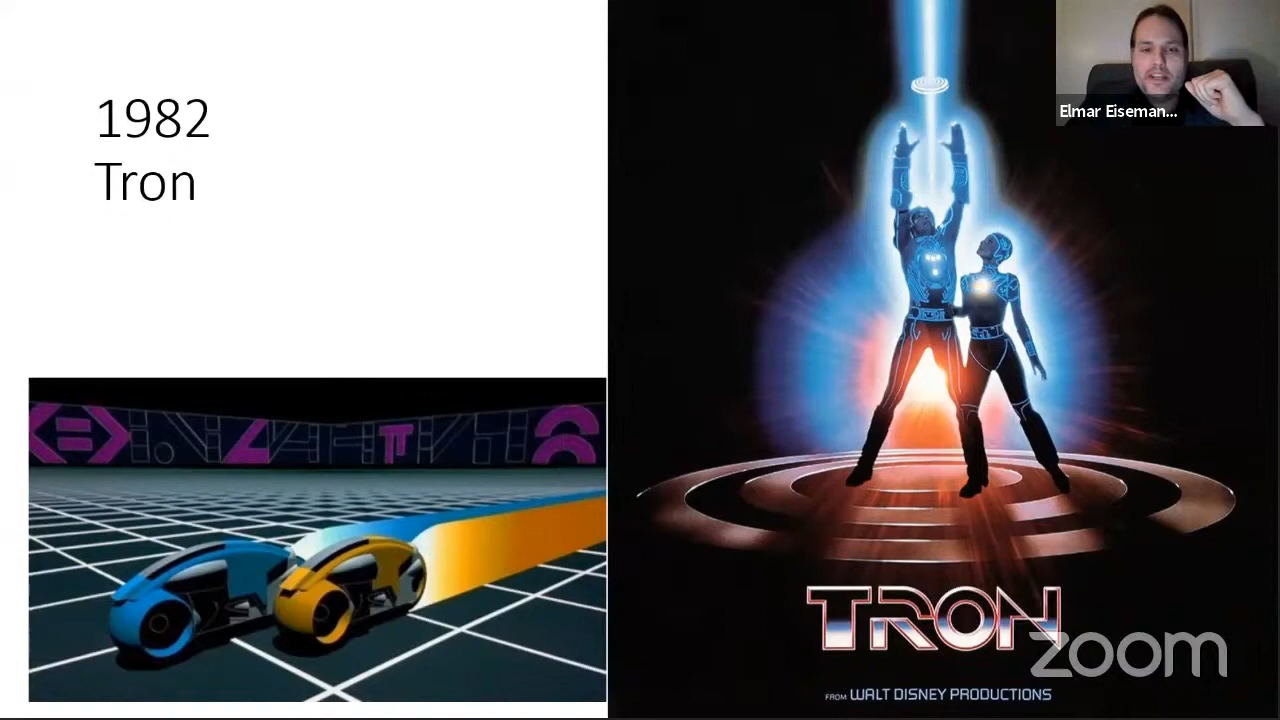 1982
Tron
Elmar Eiseman...
TRON
zoom
FROM WALT DISNEY PRODUCTIONS